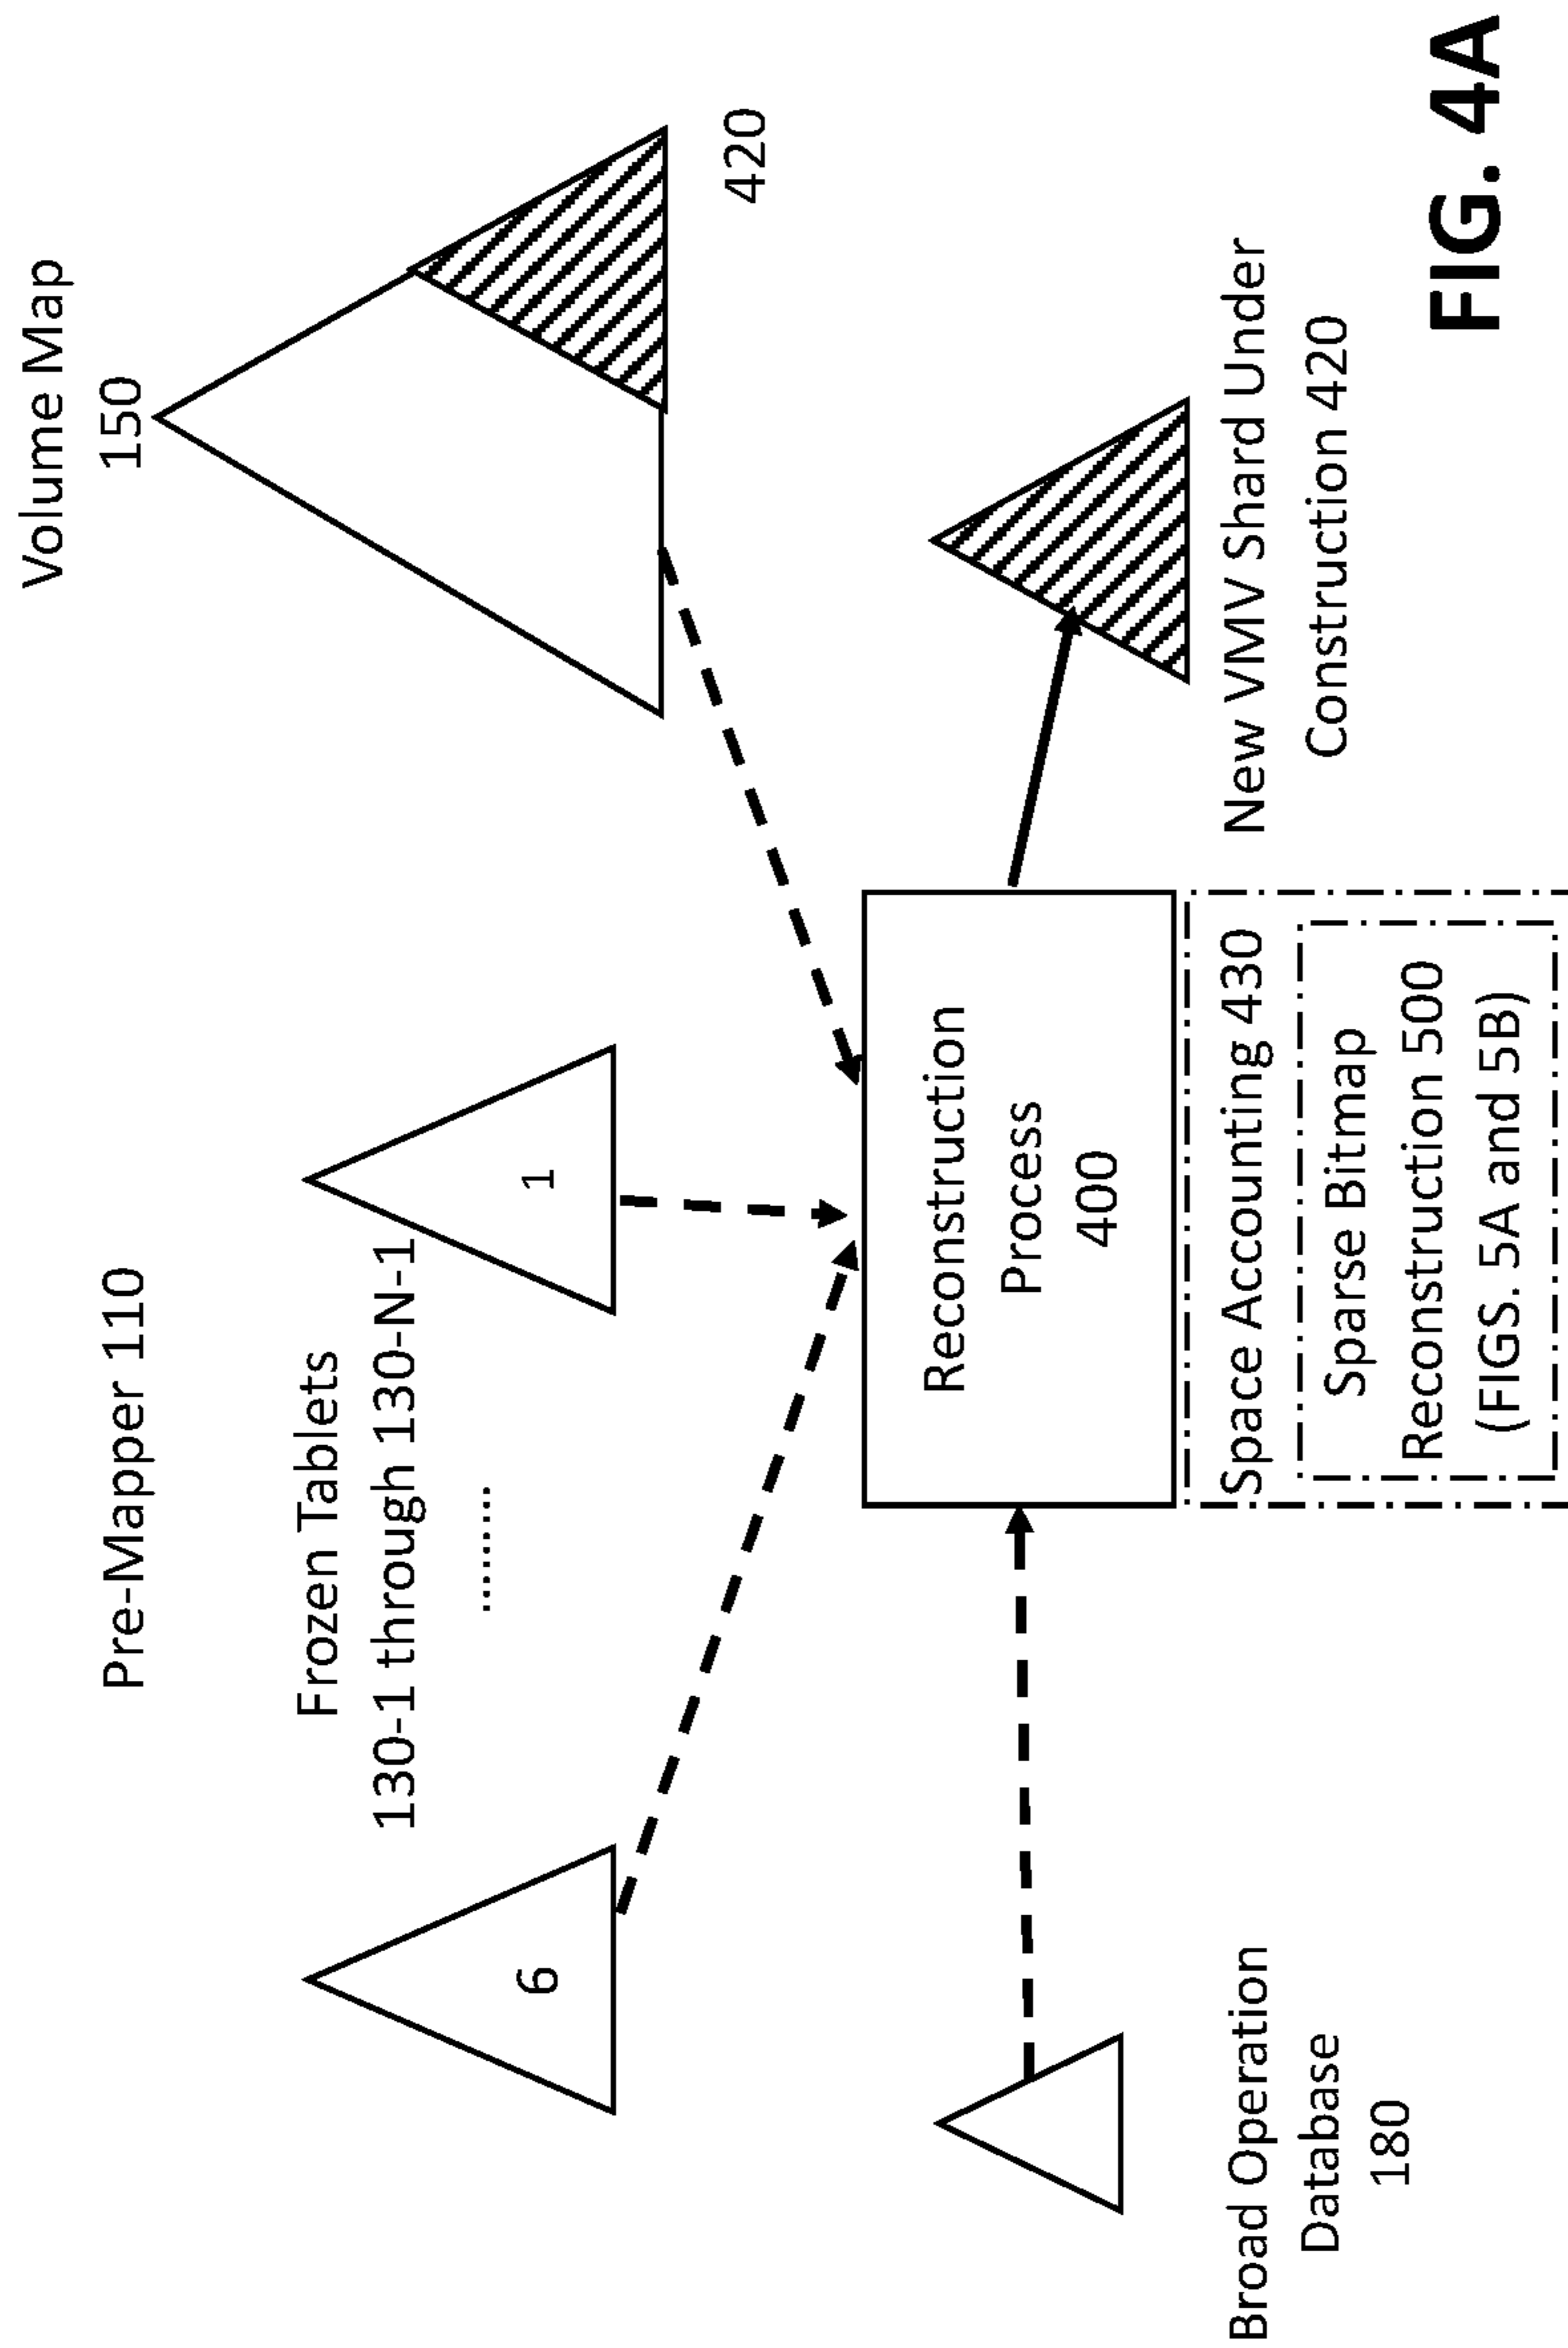 Pre-Mapper 110
Volume Map
150
Frozen Tablets
130-1 through 130-N-1
........
6
1
420
Broad Operation
Database
180
Reconstruction
Process
400
Space Accounting 430
Sparse Bitmap
Reconstruction 500
(FIGS. 5A and 5B)
New VMV Shard Under
Construction 420
FIG. 4A